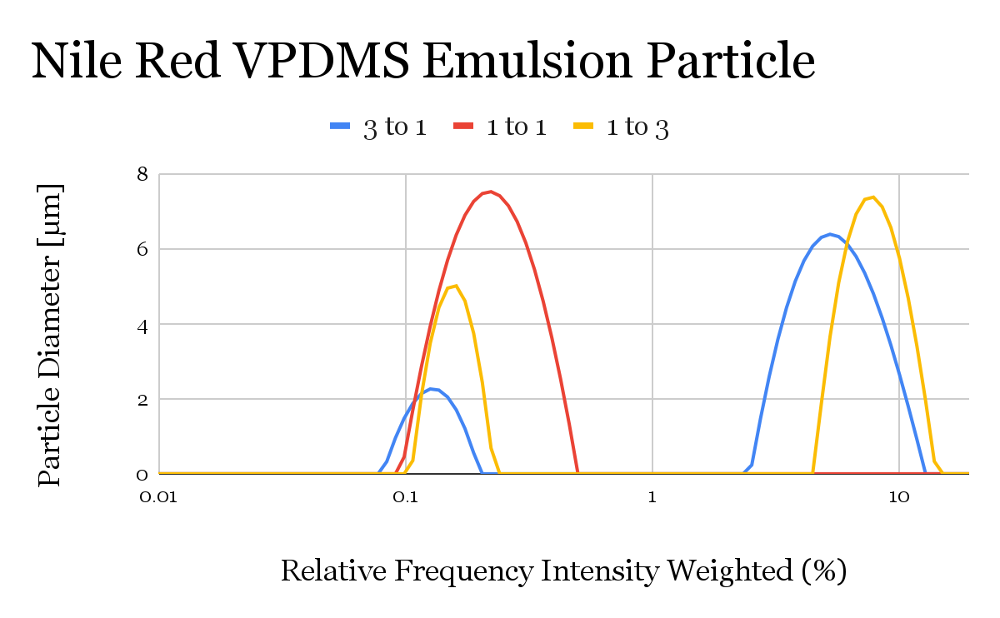 Nile Red VPDMS Emulsion Particle
3 to 1 1 to 1 1 to 3
Particle Diameter [μm]
8
6
4
2
0
0.01 0.1 1 10
Relative Frequency Intensity Weighted (%)